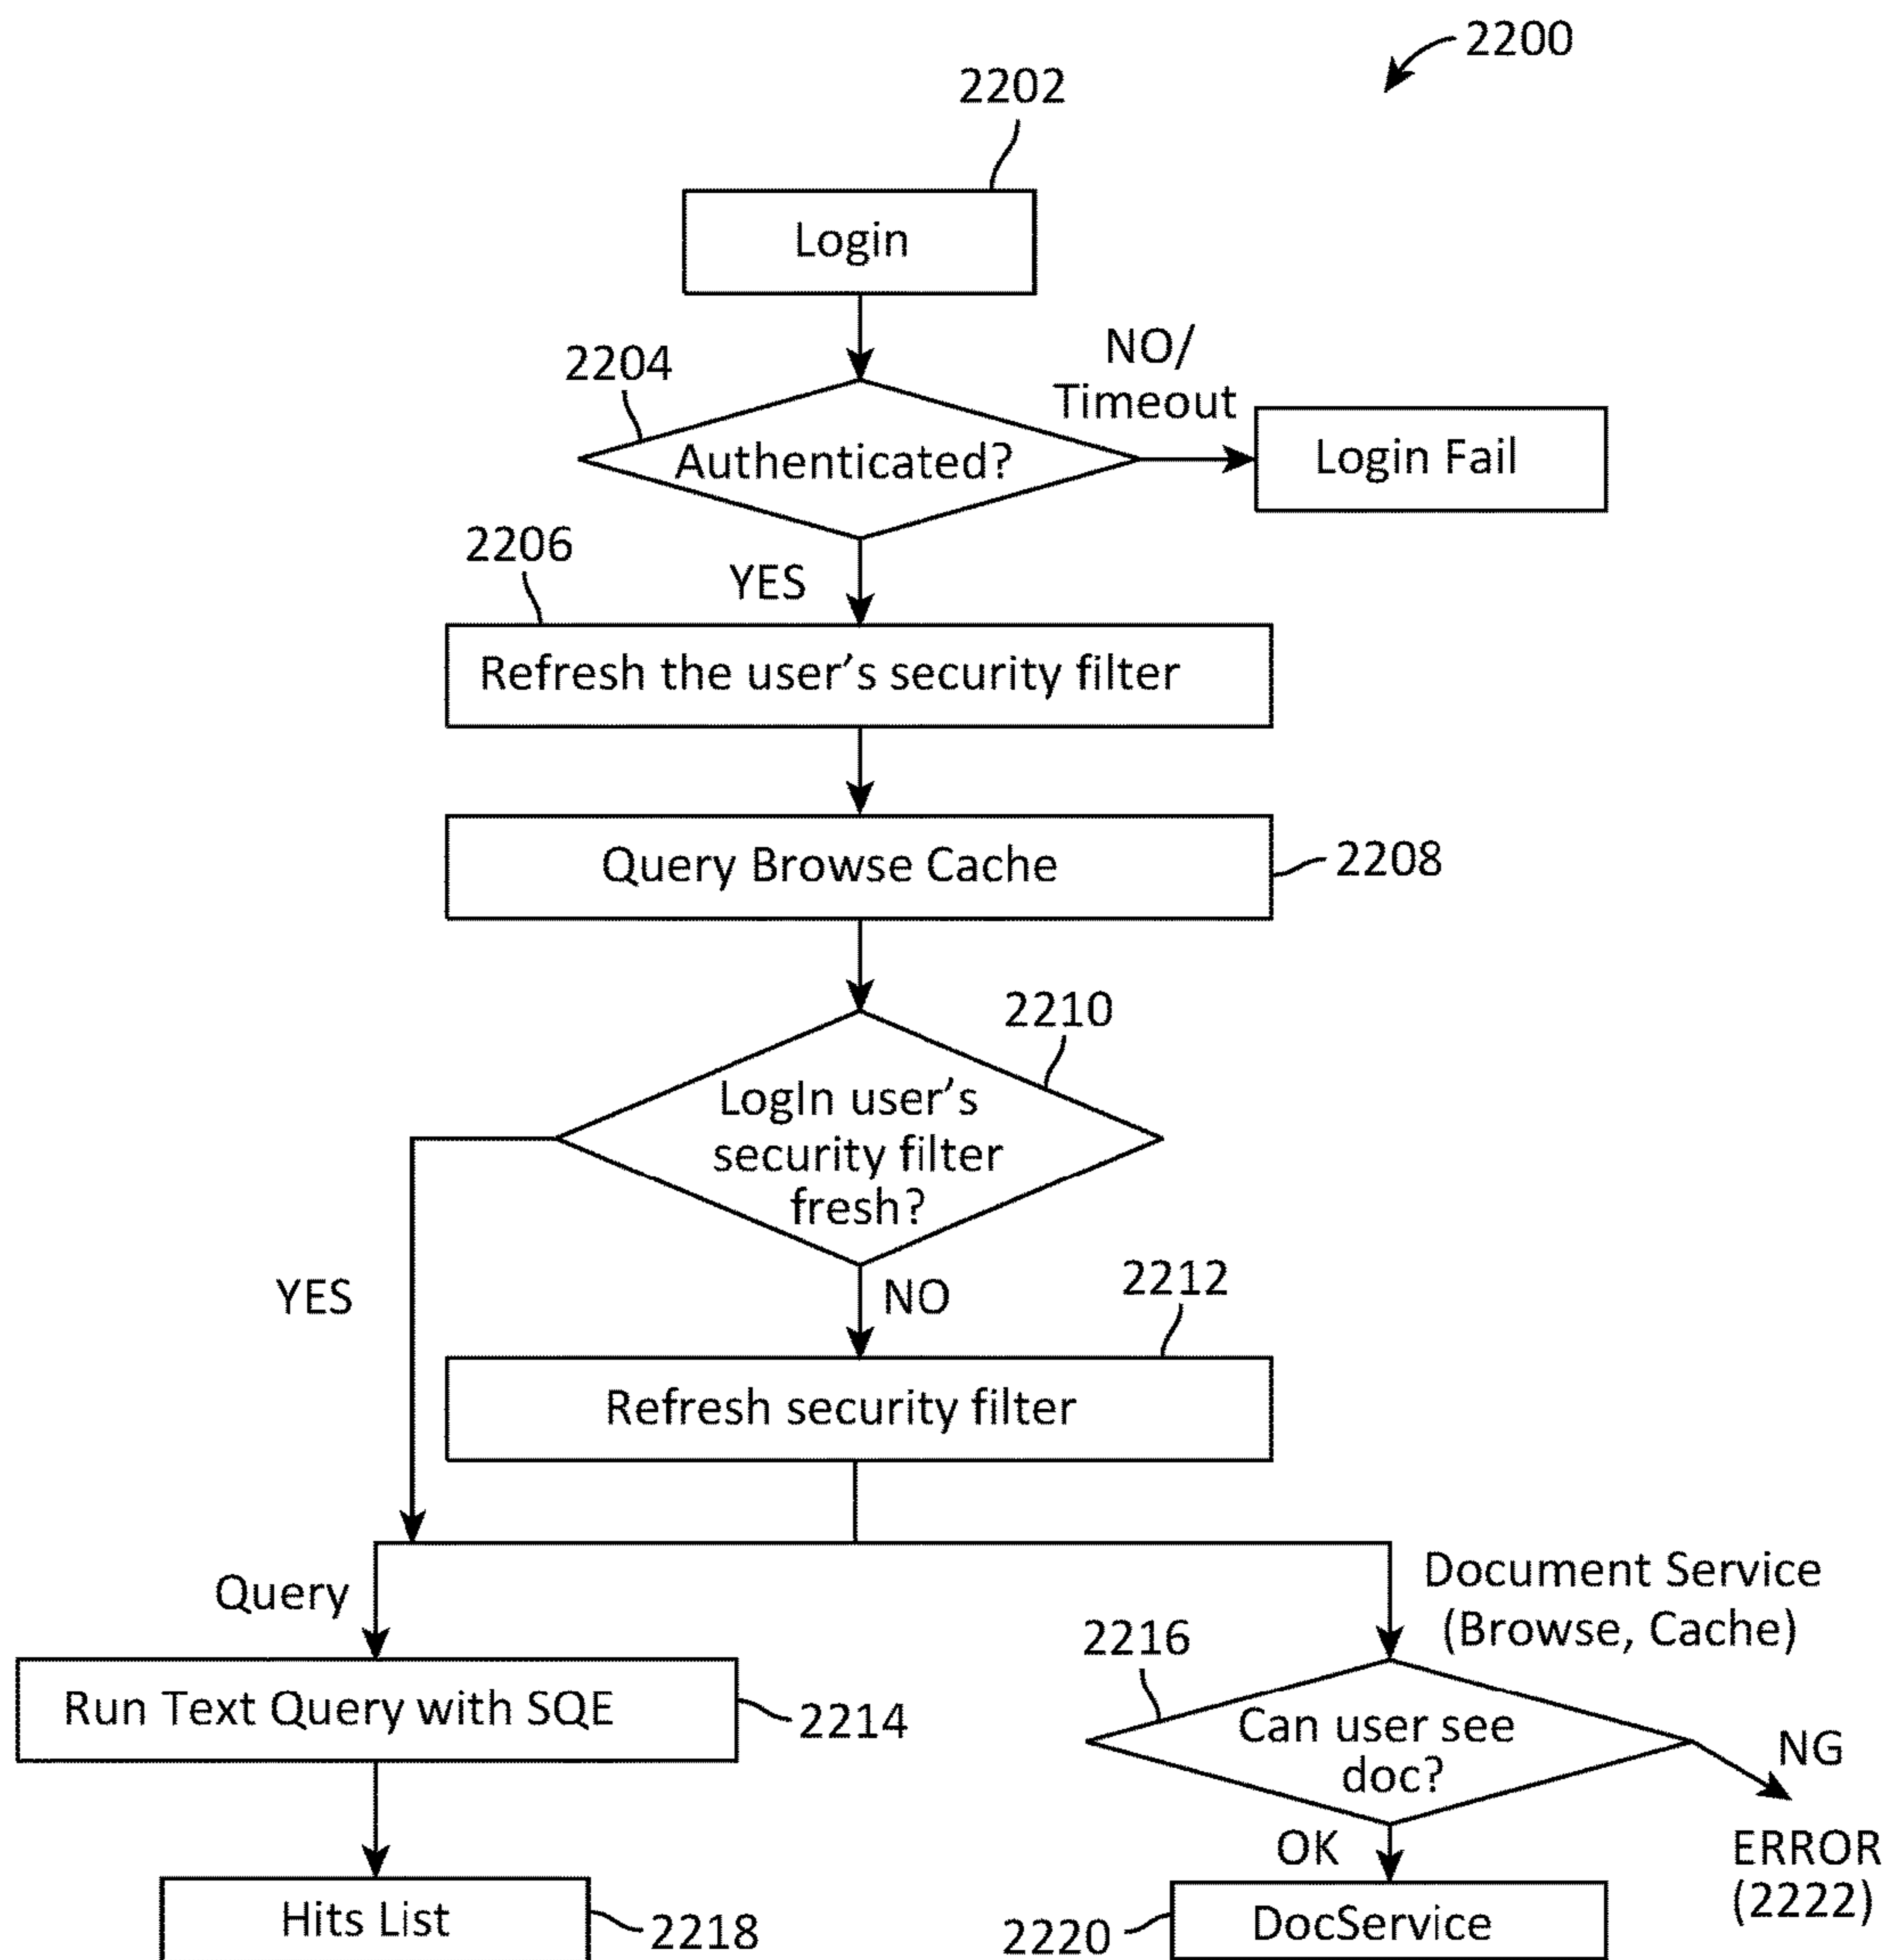 2200
2202
Login
2204
NO/
Timeout
Authenticated?
Login Fail
2206
YES
Refresh the user's security filter
Query Browse Cache
2208
2210
LogIn user's
security filter
fresh?
YES
NO
2212
Refresh security filter
Query
Document Service
(Browse, Cache)
2216
Run Text Query with SQE
2214
Can user see
doc?
NG
OK
ERROR
(2222)
Hits List
2218
2220
DocService